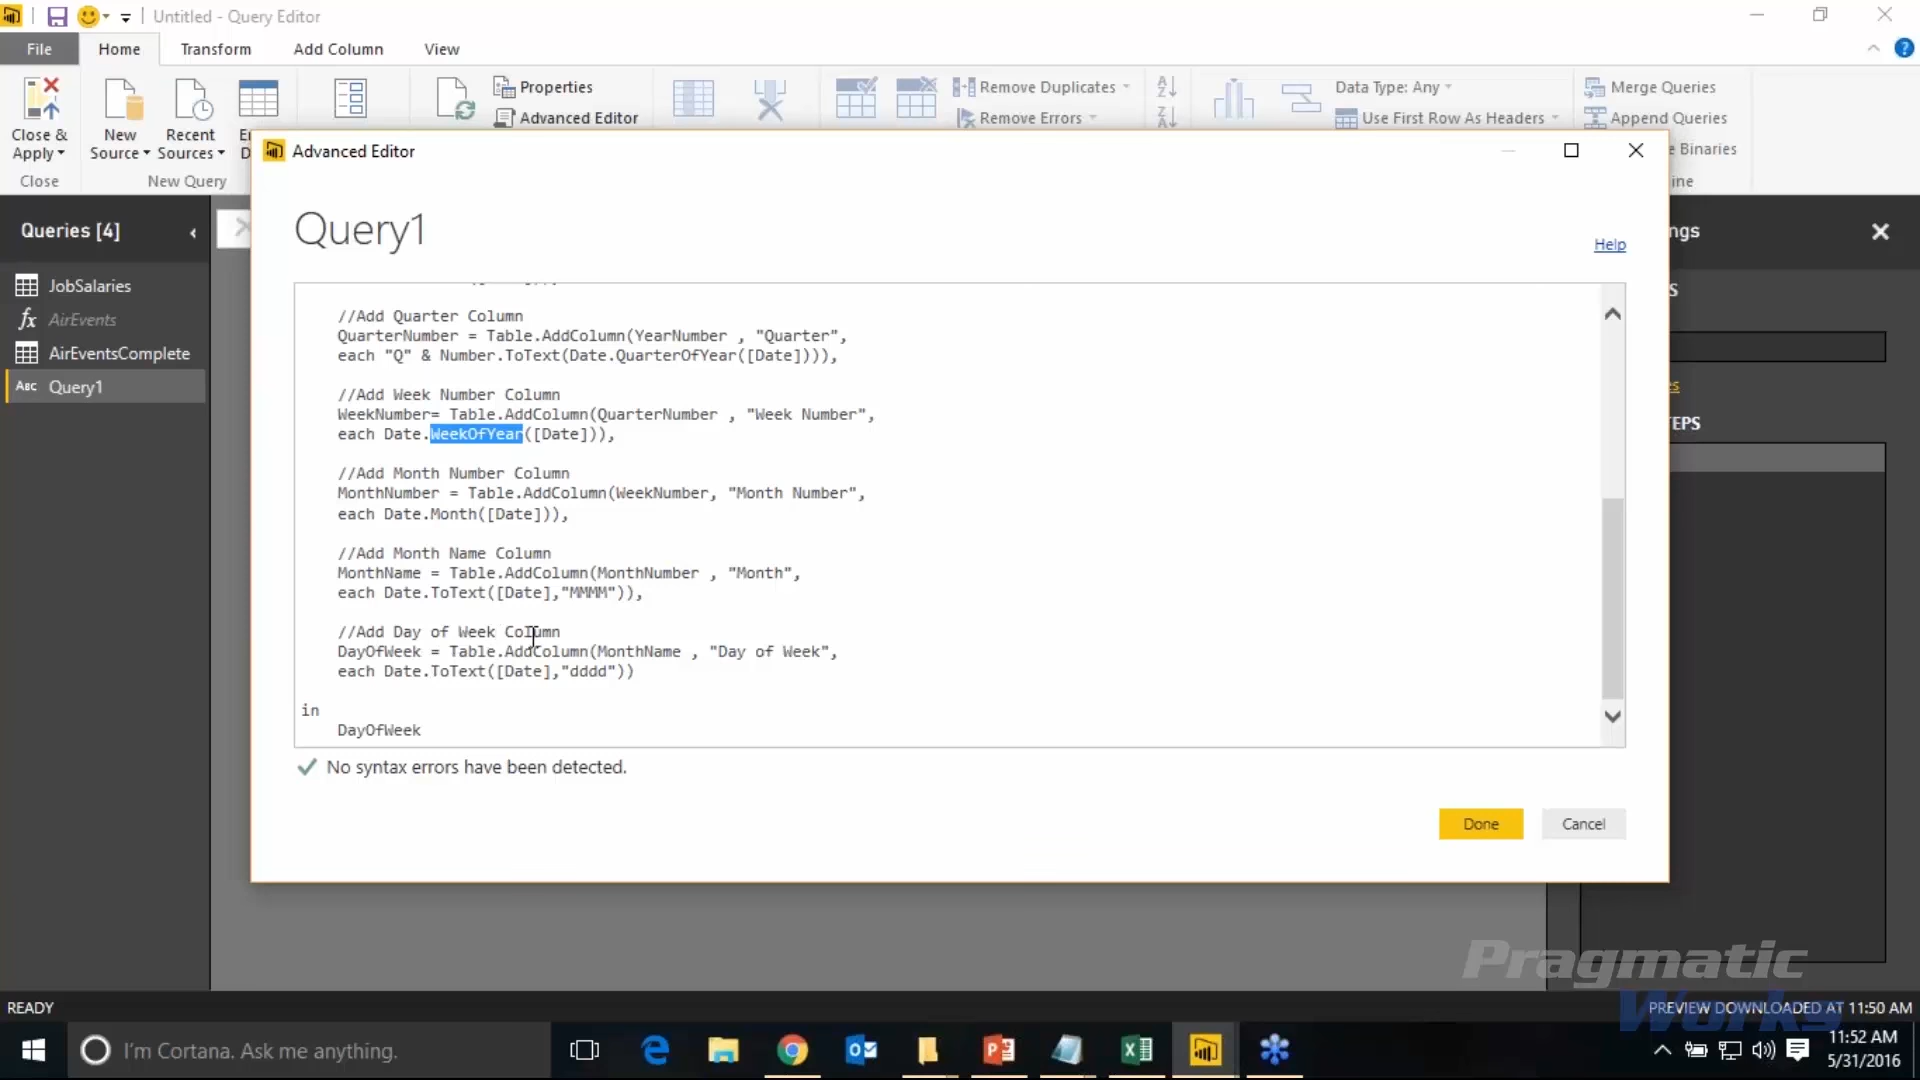 Untitled - Query Editor
File
Home
Transform
Add Column
View
Close &
Apply
Close
New
Source
Recent
Sources
New Query
Properties
Advanced Editor
Remove Duplicates
Remove Errors
Data Type: Any
Use First Row As Headers
Merge Queries
Append Queries
Binaries
Queries [4]
JobSalaries
AirEvents
AirEventsComplete
ABC Query1
Advanced Editor
Query1
Help
//Add Quarter Column
QuarterNumber = Table.AddColumn(YearNumber , "Quarter",
each "Q" & Number.ToText(Date.QuarterOfYear([Date]))),
//Add Week Number Column
WeekNumber= Table.AddColumn(QuarterNumber , "Week Number",
each Date.WeekOfYear([Date])),
//Add Month Number Column
MonthNumber = Table.AddColumn(WeekNumber, "Month Number",
each Date.Month([Date])),
//Add Month Name Column
MonthName = Table.AddColumn(MonthNumber , "Month",
each Date.ToText([Date],"MMMM")),
//Add Day of Week Column
DayOfWeek = Table.AddColumn(MonthName , "Day of Week",
each Date.ToText([Date],"dddd"))
in
DayOfWeek
No syntax errors have been detected.
Done
Cancel
Pragmatic
Works
READY
PREVIEW DOWNLOADED AT 11:50 AM
I'm Cortana. Ask me anything.
11:52 AM
5/31/2016